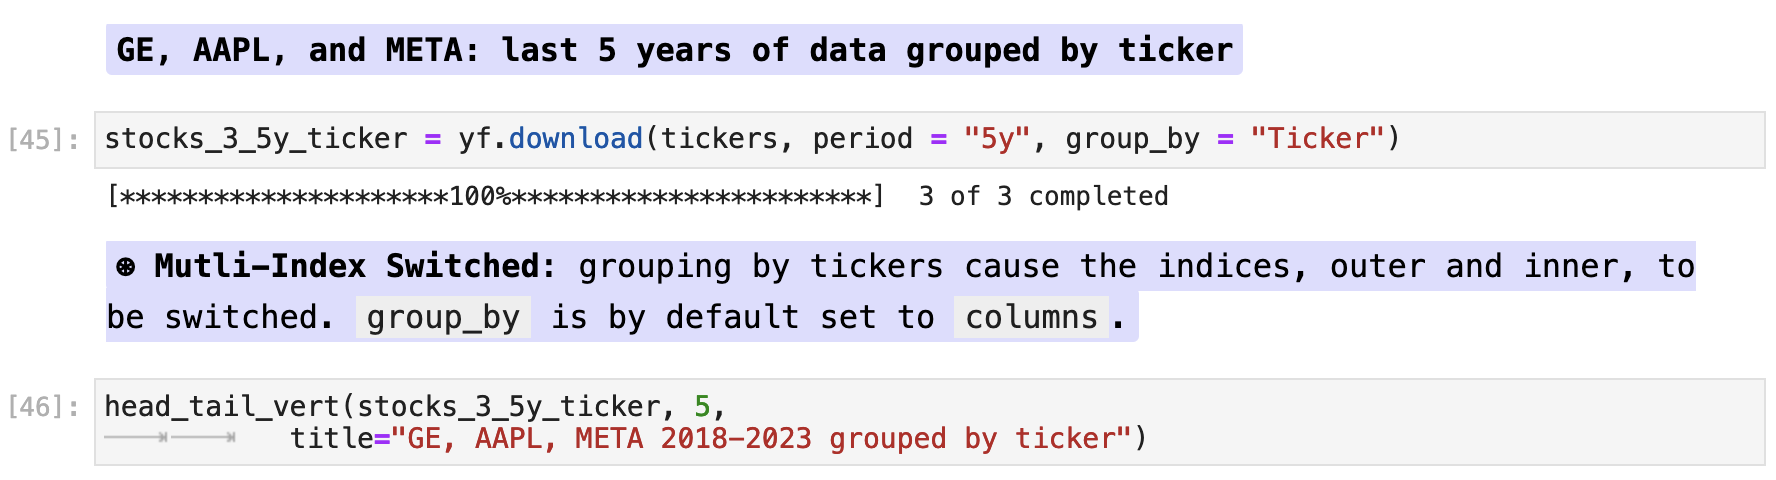 GE, AAPL, and META: last 5 years of data grouped by ticker
[45]: stocks_3_5y_ticker = yf.download(tickers, period = "5y", group_by = "Ticker")
[*********************100%***********************]  3 of 3 completed
⊛ Mutli-Index Switched: grouping by tickers cause the indices, outer and inner, to
be switched. group_by is by default set to columns.
[46]: head_tail_vert(stocks_3_5y_ticker, 5,
title="GE, AAPL, META 2018-2023 grouped by ticker")